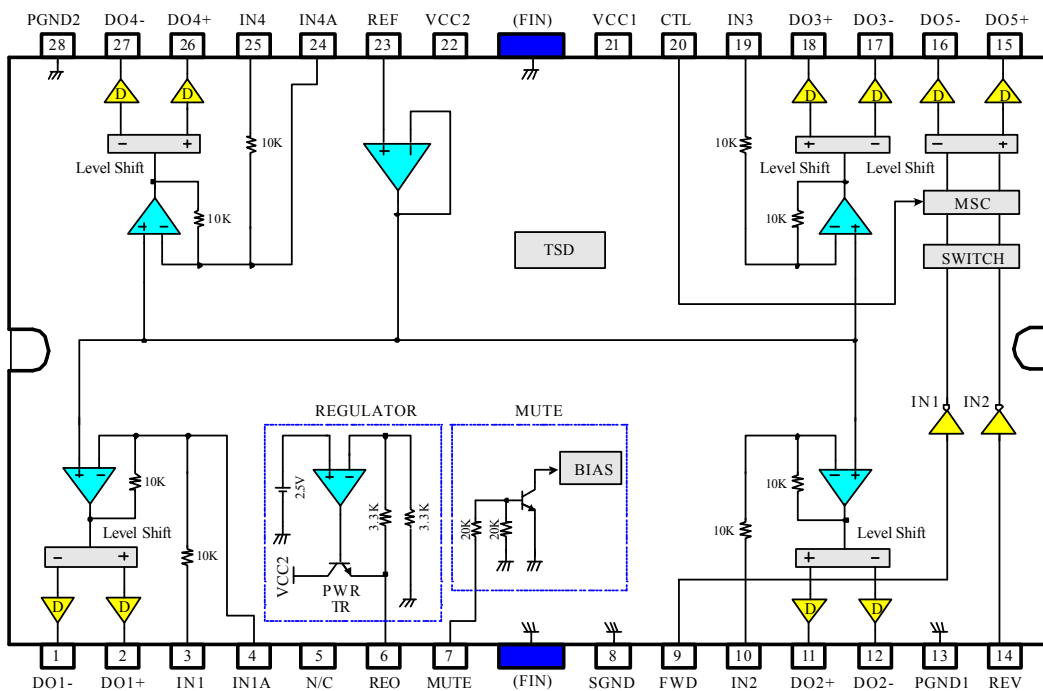 PGND2 DO4- DO4+ IN4 IN4A REF VCC2 (FIN) VCC1 CTL IN3 DO3+ DO3- DO5- DO5+
28 27 26 25 24 23 22 21 20 19 18 17 16 15
D D D D D D
- + + - - +
10K 10K
Level Shift Level Shift Level Shift
+ -
MSC
10K 10K
+ - - +
TSD
SWITCH
REGULATOR MUTE
IN1 IN2
BIAS
+ - + - - +
10K 2.5V 3.3K 3.3K 20K 20K 10K
10K 10K
Level Shift Level Shift
- + + -
VCC2
PWR
TR
D D D D
1 2 3 4 5 6 7 8 9 10 11 12 13 14
DO1- DO1+ IN1 IN1A N/C REO MUTE (FIN) SGND FWD IN2 DO2+ DO2- PGND1 REV